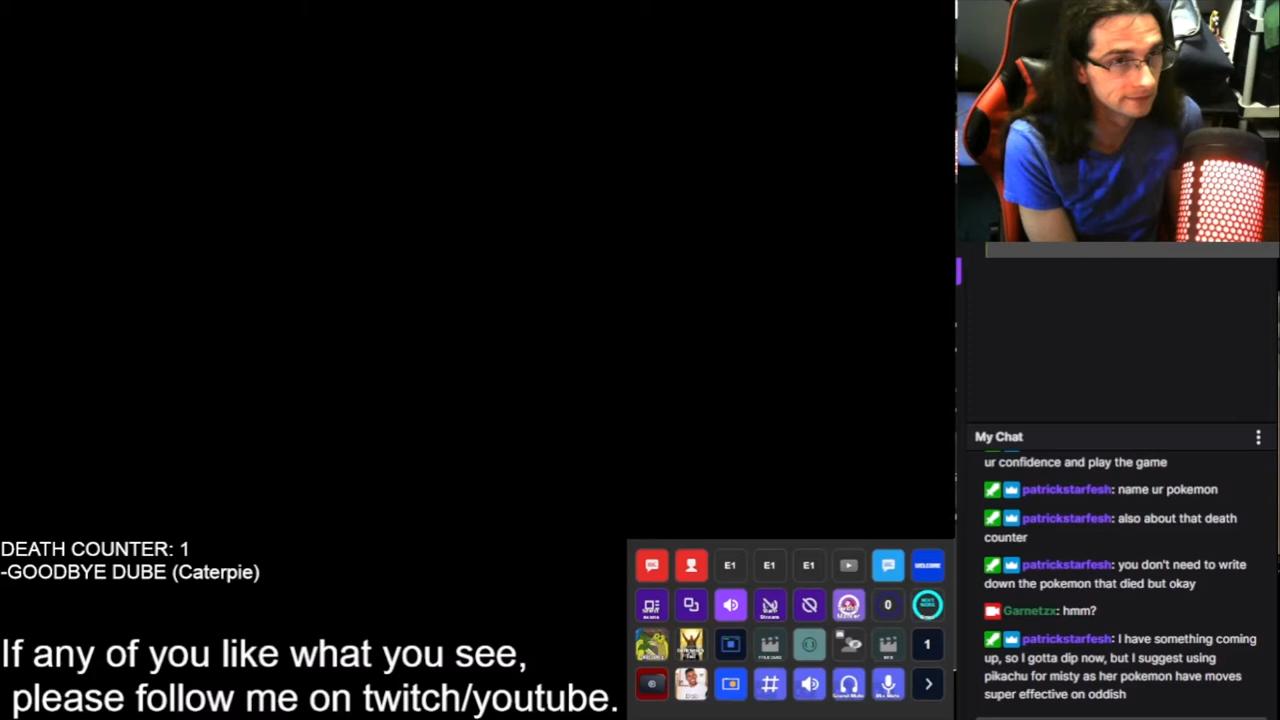 My Chat
ur confidence and play the game
patrickstarfesh: name ur pokemon
patrickstarfesh: also about that death
counter
patrickstarfesh: you don't need to write
down the pokemon that died but okay
Garnetzx: hmm?
patrickstarfesh: I have something coming
up, so I gotta dip now, but I suggest using
pikachu for misty as her pokemon have moves
super effective on oddish
DEATH COUNTER: 1
-GOODBYE DUBE (Caterpie)
If any of you like what you see,
please follow me on twitch/youtube.
E1 E1 E1 WELCOME
0
1